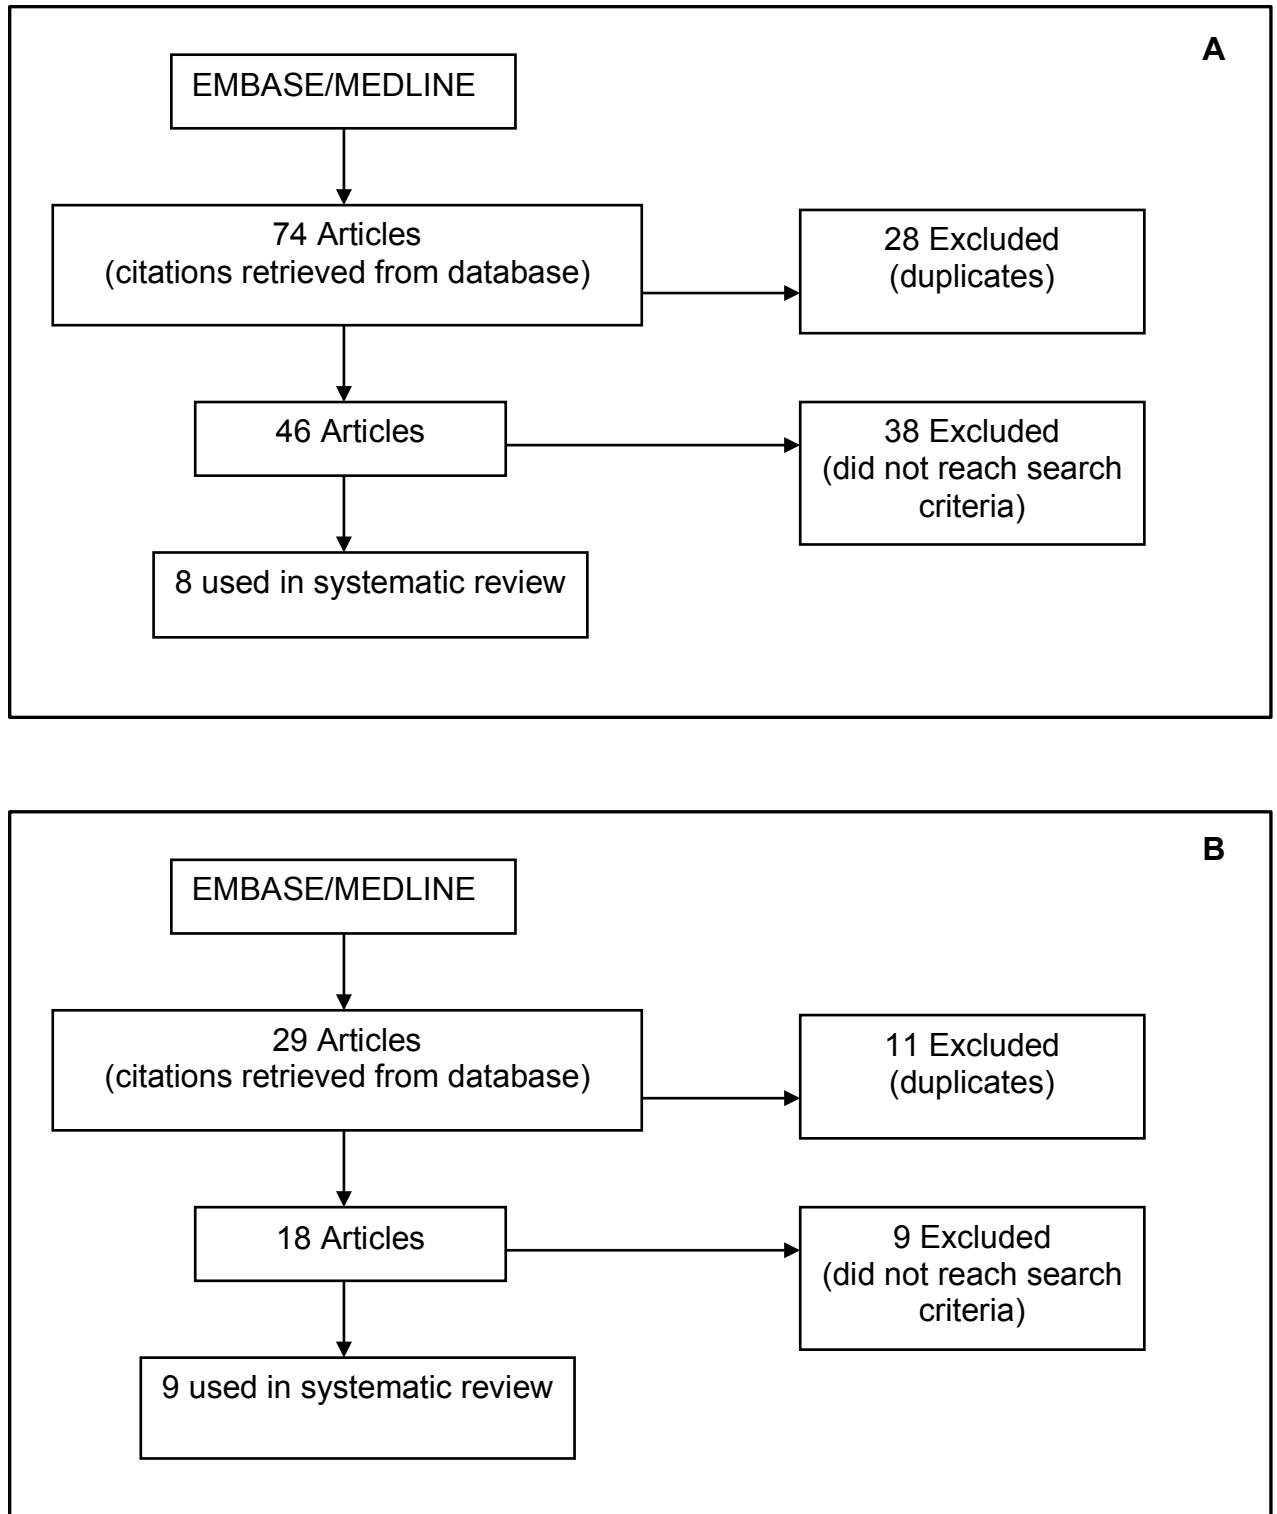 A
EMBASE/MEDLINE
74 Articles
(citations retrieved from database)
28 Excluded
(duplicates)
46 Articles
38 Excluded
(did not reach search
criteria)
8 used in systematic review
B
EMBASE/MEDLINE
29 Articles
(citations retrieved from database)
11 Excluded
(duplicates)
18 Articles
9 Excluded
(did not reach search
criteria)
9 used in systematic review